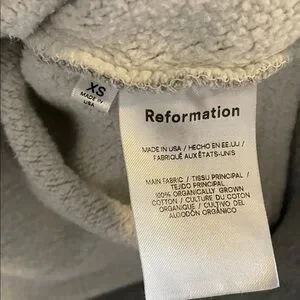 XS
MADE IN
USA
Reformation
MADE IN USA / HECHO EN EE.UU /
FABRIQUÉ AUX ÉTATS-UNIS
MAIN FABRIC / TISSU PRINCIPAL /
TEJIDO PRINCIPAL
100% ORGANICALLY GROWN
COTTON / CULTURE DU COTON
ORGANIQUE / CULTIVO DEL
ALGODÓN ORGÁNICO